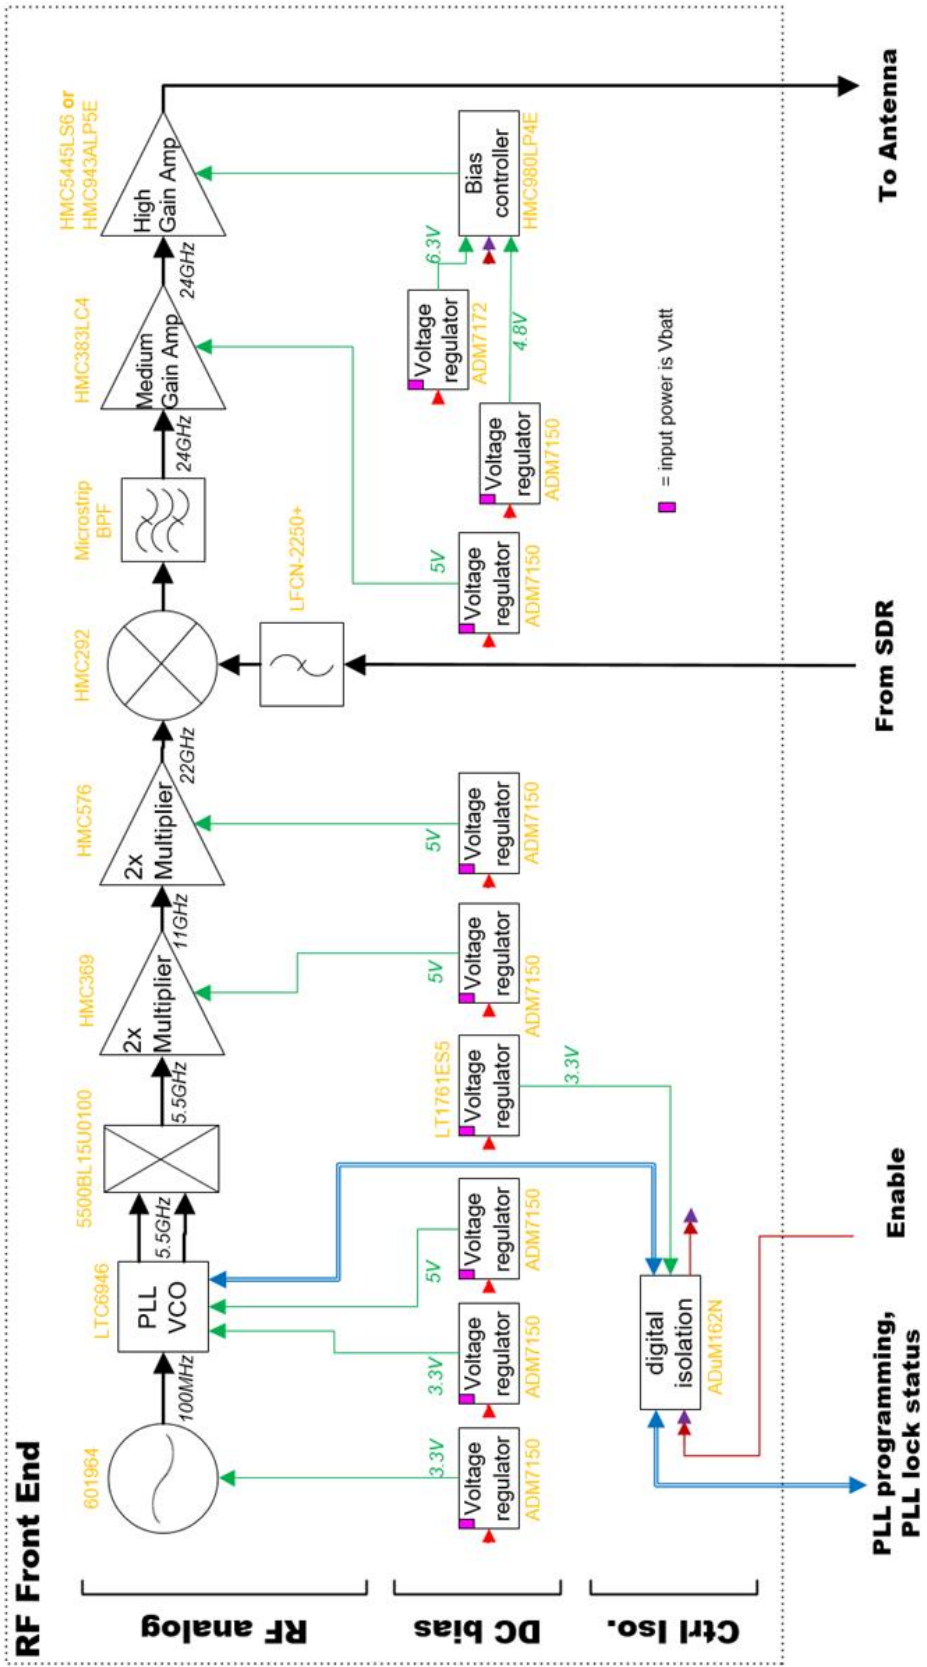 RF Front End
RF analog
601964
100MHz
LTC6946
PLL
VCO
5.5GHz
5500BL15U0100
5.5GHz
HMC369
2x
Multiplier
11GHz
HMC576
2x
Multiplier
22GHz
HMC292
LFCN-2250+
Microstrip
BPF
24GHz
HMC383LC4
Medium
Gain Amp
24GHz
HMC5445LS6 or
HMC943ALP5E
High
Gain Amp
DC bias
3.3V
Voltage
regulator
ADM7150
3.3V
Voltage
regulator
ADM7150
5V
Voltage
regulator
ADM7150
LT1761ES5
Voltage
regulator
3.3V
5V
Voltage
regulator
ADM7150
5V
Voltage
regulator
ADM7150
5V
Voltage
regulator
ADM7150
Voltage
regulator
ADM7150
4.8V
Voltage
regulator
ADM7172
6.3V
Bias
controller
HMC980LP4E
Ctrl Iso.
digital
isolation
ADuM162N
= input power is Vbatt
PLL programming,
PLL lock status
Enable
From SDR
To Antenna